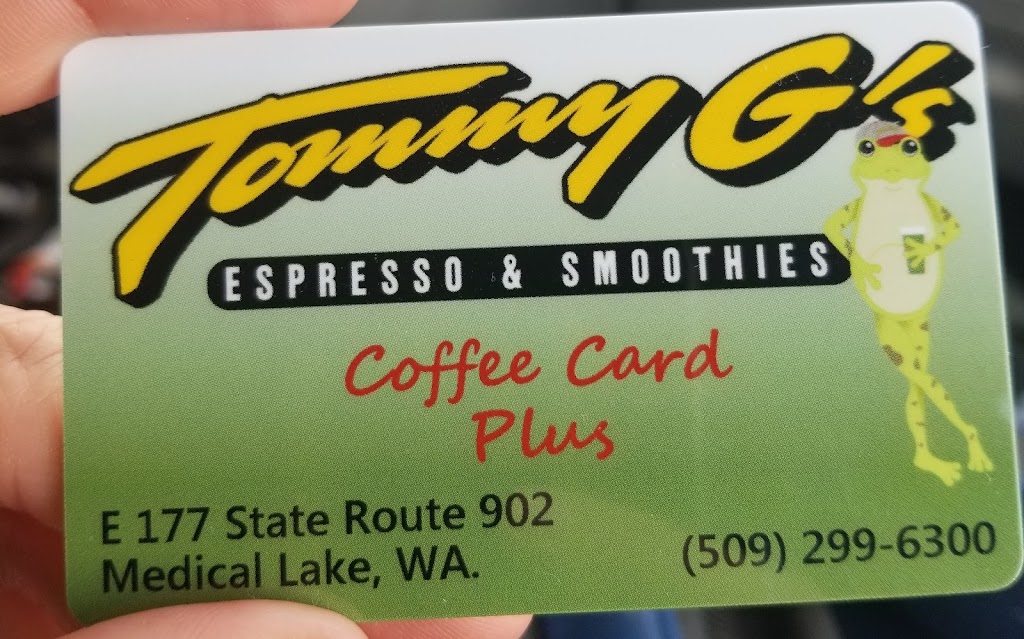 Tommy G's
ESPRESSO & SMOOTHIES
Coffee Card
Plus
E 177 State Route 902
Medical Lake, WA.
(509) 299-6300